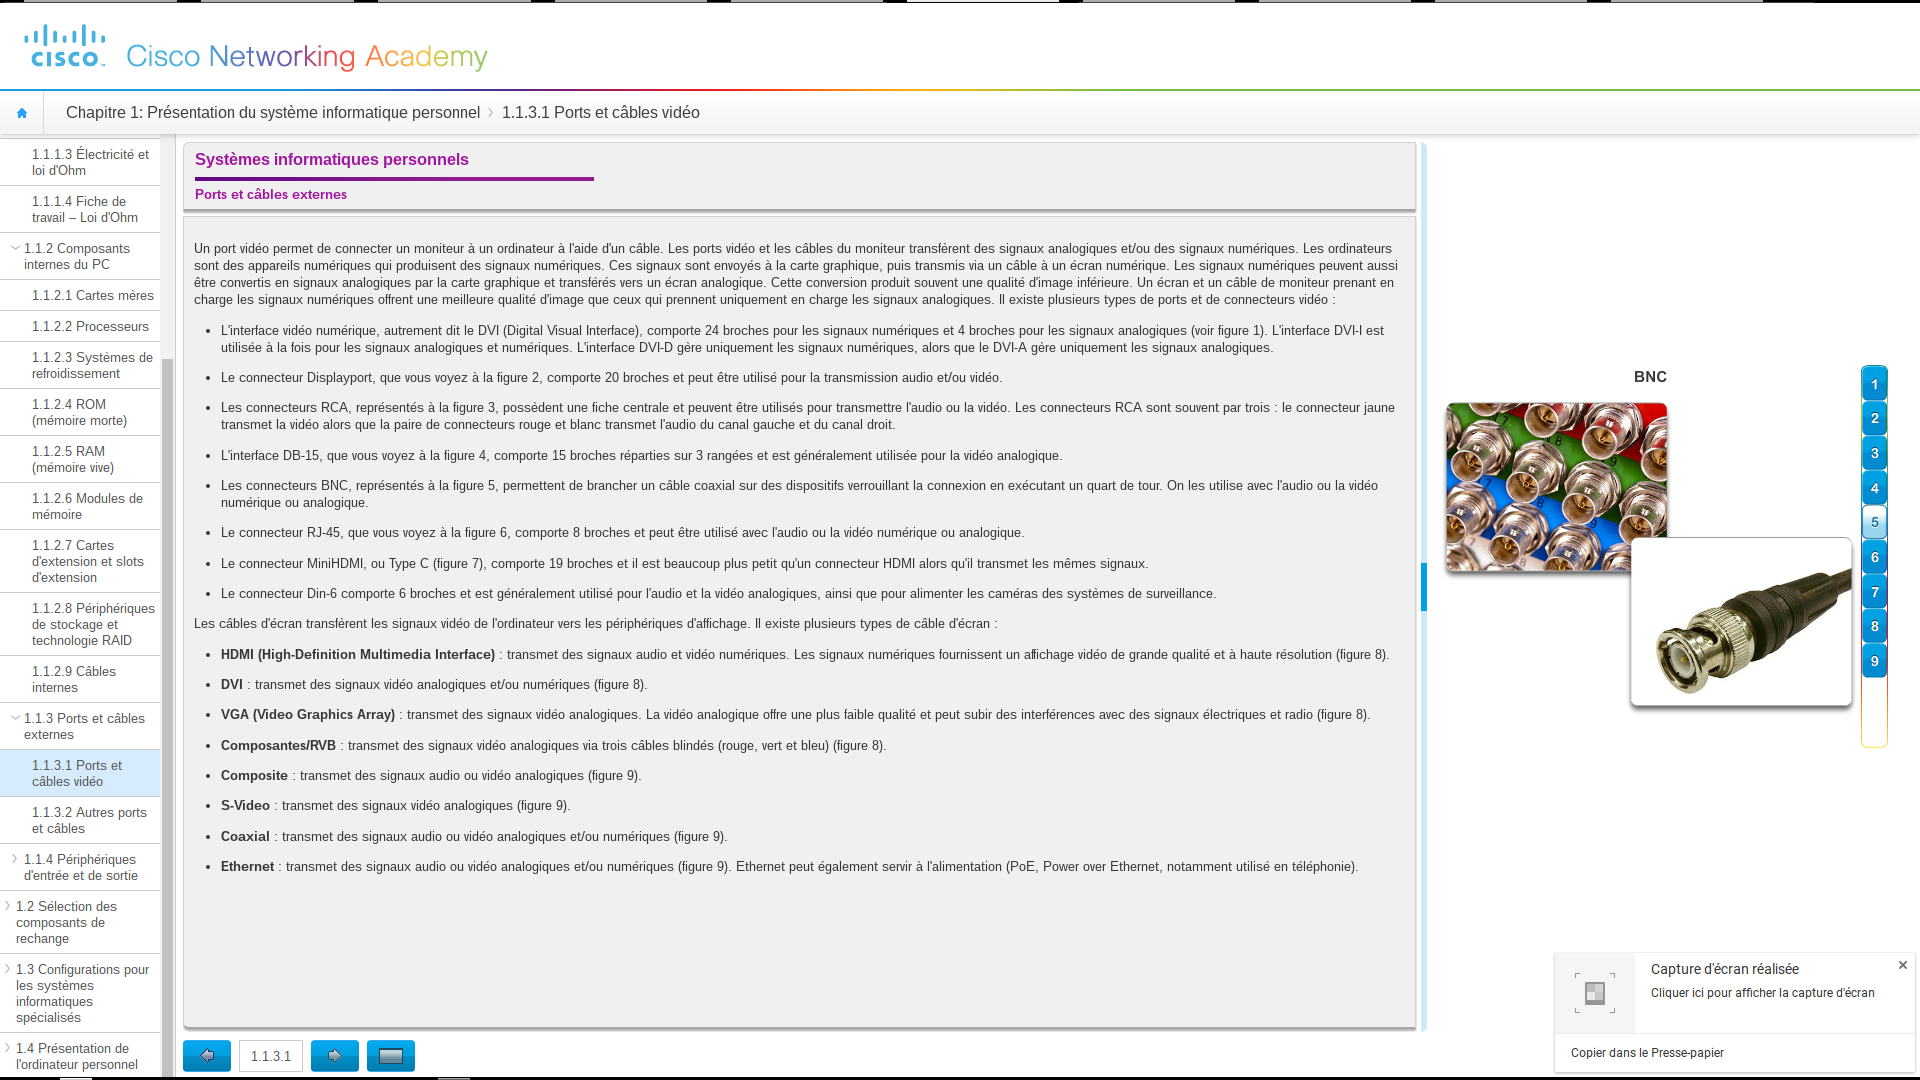 CISCO
Cisco Networking Academy
Chapitre 1: Présentation du système informatique personnel
1.1.3.1 Ports et câbles vidéo
1.1.1.3 Électricité et
loi d'Ohm
1.1.1.4 Fiche de
travail – Loi d'Ohm
1.1.2 Composants
internes du PC
1.1.2.1 Cartes mères
1.1.2.2 Processeurs
1.1.2.3 Systèmes de
refroidissement
1.1.2.4 ROM
(mémoire morte)
1.1.2.5 RAM
(mémoire vive)
1.1.2.6 Modules de
mémoire
1.1.2.7 Cartes
d'extension et slots
d'extension
1.1.2.8 Périphériques
de stockage et
technologie RAID
1.1.2.9 Câbles
internes
1.1.3 Ports et câbles
externes
1.1.3.1 Ports et
câbles vidéo
1.1.3.2 Autres ports
et câbles
1.1.4 Périphériques
d'entrée et de sortie
1.2 Sélection des
composants de
rechange
1.3 Configurations pour
les systèmes
informatiques
spécialisés
1.4 Présentation de
l'ordinateur personnel
Systèmes informatiques personnels
Ports et câbles externes
Un port vidéo permet de connecter un moniteur à un ordinateur à l'aide d'un câble. Les ports vidéo et les câbles du moniteur transfèrent des signaux analogiques et/ou des signaux numériques. Les ordinateurs
sont des appareils numériques qui produisent des signaux numériques. Ces signaux sont envoyés à la carte graphique, puis transmis via un câble à un écran numérique. Les signaux numériques peuvent aussi
être convertis en signaux analogiques par la carte graphique et transférés vers un écran analogique. Cette conversion produit souvent une qualité d'image inférieure. Un écran et un câble de moniteur prenant en
charge les signaux numériques offrent une meilleure qualité d'image que ceux qui prennent uniquement en charge les signaux analogiques. Il existe plusieurs types de ports et de connecteurs vidéo :
• L'interface vidéo numérique, autrement dit le DVI (Digital Visual Interface), comporte 24 broches pour les signaux numériques et 4 broches pour les signaux analogiques (voir figure 1). L'interface DVI-I est
utilisée à la fois pour les signaux analogiques et numériques. L'interface DVI-D gère uniquement les signaux numériques, alors que le DVI-A gère uniquement les signaux analogiques.
• Le connecteur Displayport, que vous voyez à la figure 2, comporte 20 broches et peut être utilisé pour la transmission audio et/ou vidéo.
• Les connecteurs RCA, représentés à la figure 3, possèdent une fiche centrale et peuvent être utilisés pour transmettre l'audio ou la vidéo. Les connecteurs RCA sont souvent par trois : le connecteur jaune
transmet la vidéo alors que la paire de connecteurs rouge et blanc transmet l'audio du canal gauche et du canal droit.
• L'interface DB-15, que vous voyez à la figure 4, comporte 15 broches réparties sur 3 rangées et est généralement utilisée pour la vidéo analogique.
• Les connecteurs BNC, représentés à la figure 5, permettent de brancher un câble coaxial sur des dispositifs verrouillant la connexion en exécutant un quart de tour. On les utilise avec l'audio ou la vidéo
numérique ou analogique.
• Le connecteur RJ-45, que vous voyez à la figure 6, comporte 8 broches et peut être utilisé avec l'audio ou la vidéo numérique ou analogique.
• Le connecteur MiniHDMI, ou Type C (figure 7), comporte 19 broches et il est beaucoup plus petit qu'un connecteur HDMI alors qu'il transmet les mêmes signaux.
• Le connecteur Din-6 comporte 6 broches et est généralement utilisé pour l'audio et la vidéo analogiques, ainsi que pour alimenter les caméras des systèmes de surveillance.
Les câbles d'écran transfèrent les signaux vidéo de l'ordinateur vers les périphériques d'affichage. Il existe plusieurs types de câble d'écran :
• HDMI (High-Definition Multimedia Interface) : transmet des signaux audio et vidéo numériques. Les signaux numériques fournissent un affichage vidéo de grande qualité et à haute résolution (figure 8).
• DVI : transmet des signaux vidéo analogiques et/ou numériques (figure 8).
• VGA (Video Graphics Array) : transmet des signaux vidéo analogiques. La vidéo analogique offre une plus faible qualité et peut subir des interférences avec des signaux électriques et radio (figure 8).
• Composantes/RVB : transmet des signaux vidéo analogiques via trois câbles blindés (rouge, vert et bleu) (figure 8).
• Composite : transmet des signaux audio ou vidéo analogiques (figure 9).
• S-Video : transmet des signaux vidéo analogiques (figure 9).
• Coaxial : transmet des signaux audio ou vidéo analogiques et/ou numériques (figure 9).
• Ethernet : transmet des signaux audio ou vidéo analogiques et/ou numériques (figure 9). Ethernet peut également servir à l'alimentation (PoE, Power over Ethernet, notamment utilisé en téléphonie).
1.1.3.1
BNC
1
2
3
4
5
6
7
8
9
Capture d'écran réalisée
Cliquer ici pour afficher la capture d'écran
Copier dans le Presse-papier